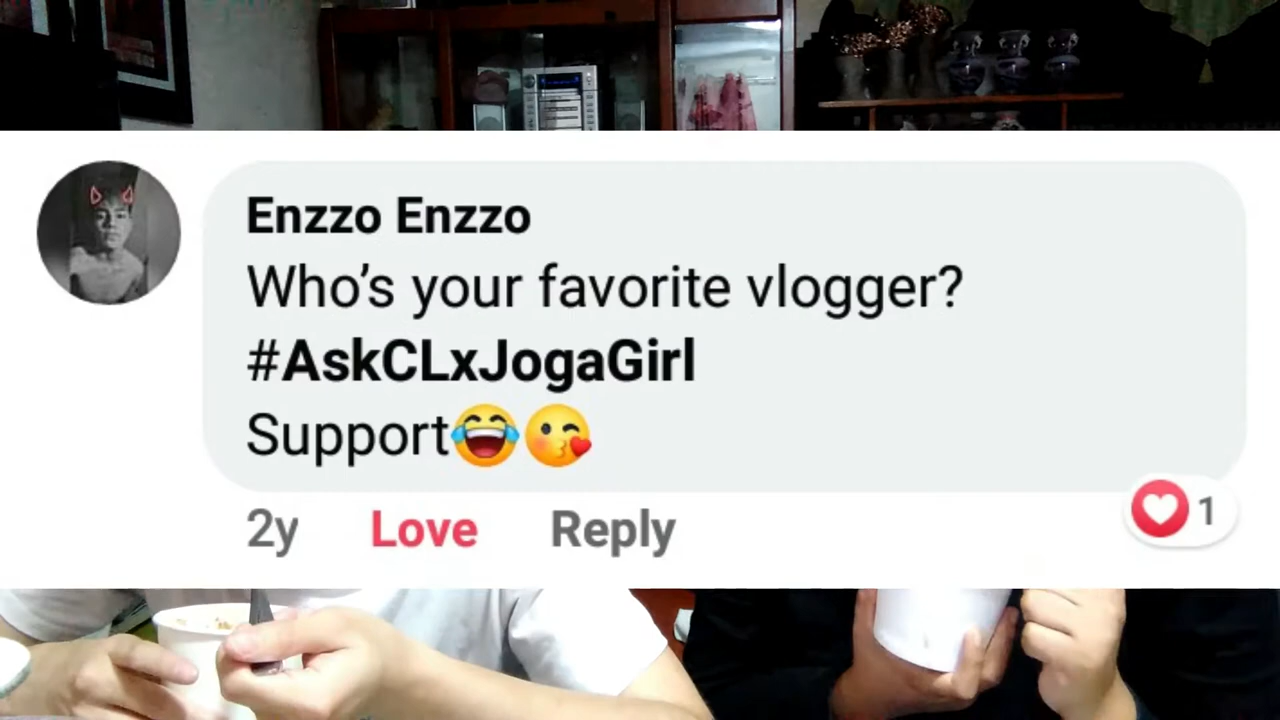 Enzzo Enzzo
Who's your favorite vlogger?
#AskCLxJogaGirl
Support😂😘
2y Love Reply
1